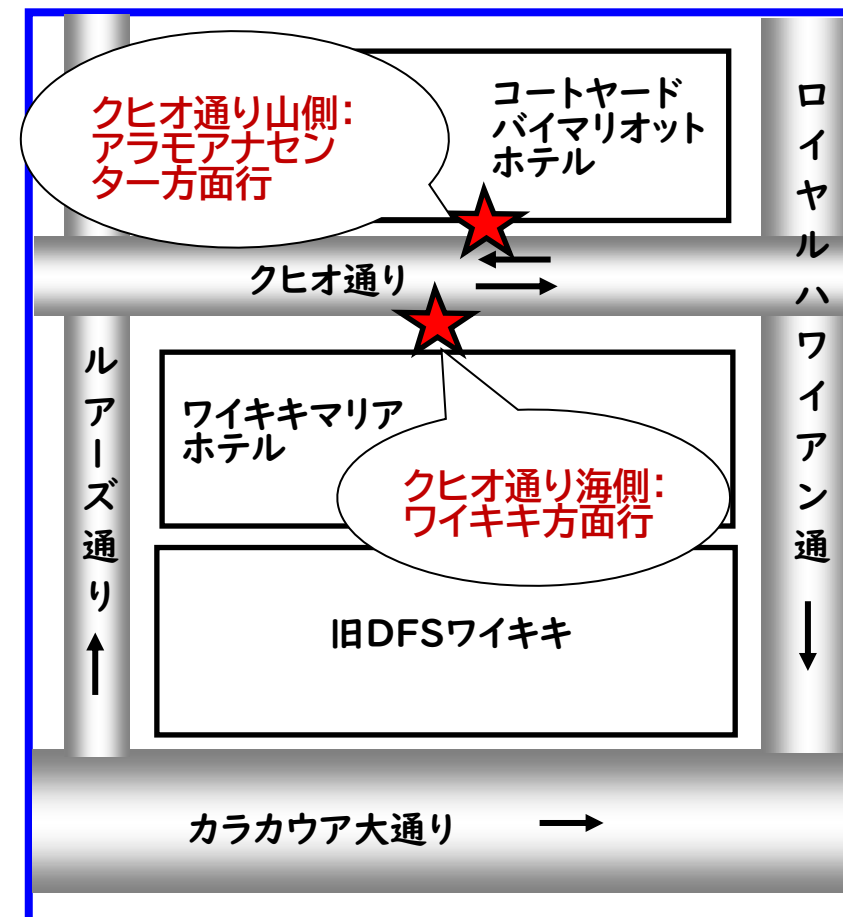 クヒオ通り山側：
アラモアナセン
ター方面行
コートヤード
バイマリオット
ホテル
ロイヤルハワイアン通
クヒオ通り
ルアーズ通り
ワイキキマリア
ホテル
クヒオ通り海側：
ワイキキ方面行
旧DFSワイキキ
カラカウア大通り